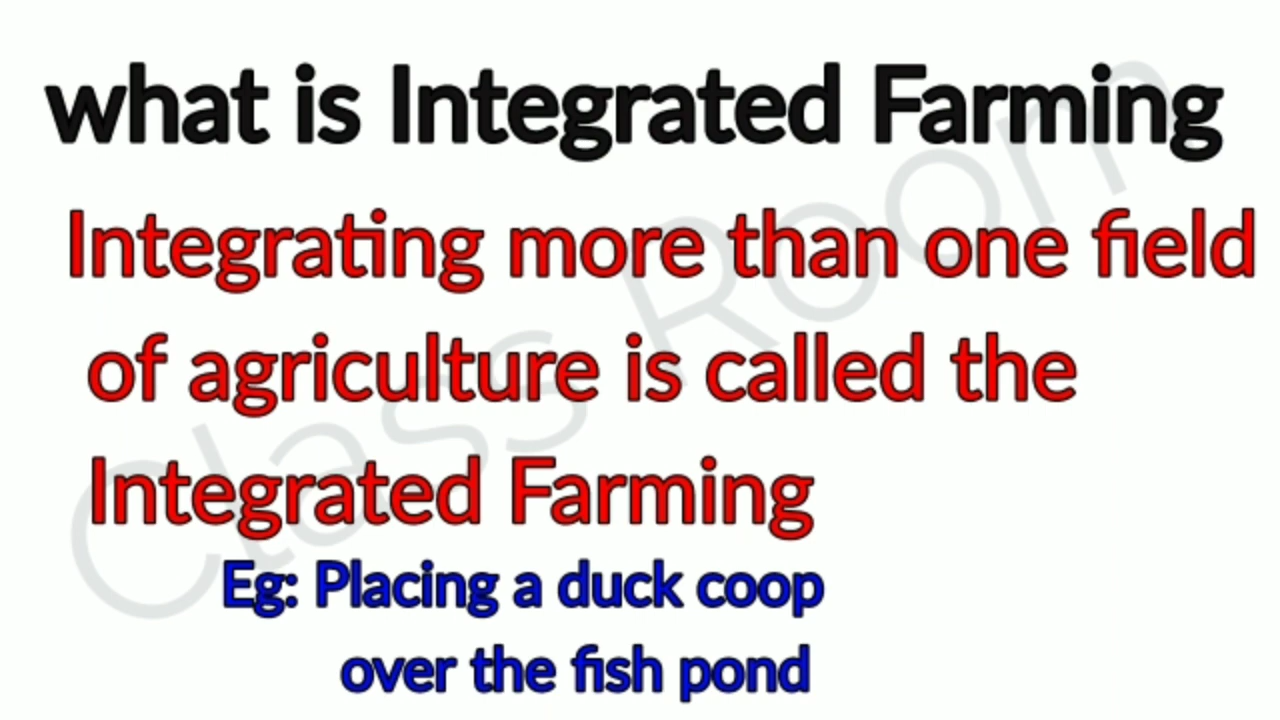 what is Integrated Farming
Integrating more than one field
of agriculture is called the
Integrated Farming
Eg: Placing a duck coop
over the fish pond
Class Room